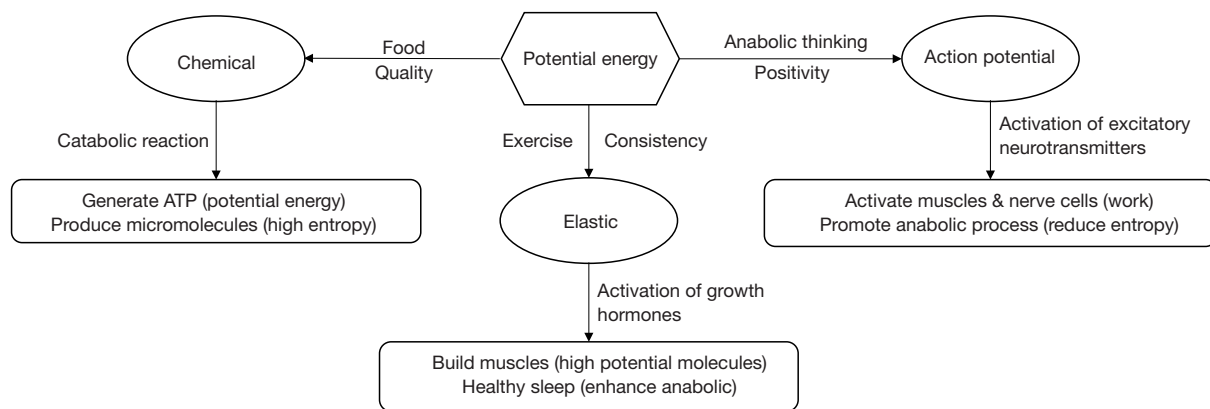 Chemical
Food
Quality
Potential energy
Anabolic thinking
Positivity
Action potential
Catabolic reaction
Exercise
Consistency
Activation of excitatory
neurotransmitters
Generate ATP (potential energy)
Produce micromolecules (high entropy)
Elastic
Activate muscles & nerve cells (work)
Promote anabolic process (reduce entropy)
Activation of growth
hormones
Build muscles (high potential molecules)
Healthy sleep (enhance anabolic)